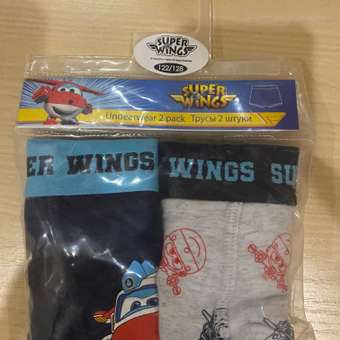 SUPER
WINGS
122/128
SUPER
WINGS
Underwear 2 pack Трусы 2 штуки
ER WINGS
WINGS SU